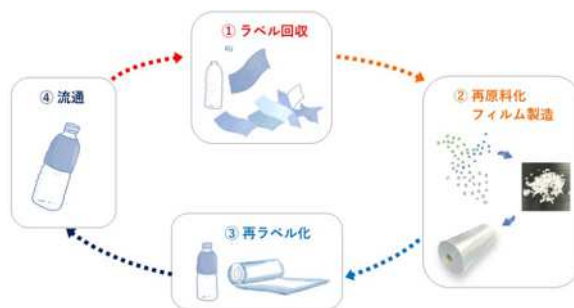 ① ラベル回収
② 再原料化
フィルム製造
③ 再ラベル化
④ 流通